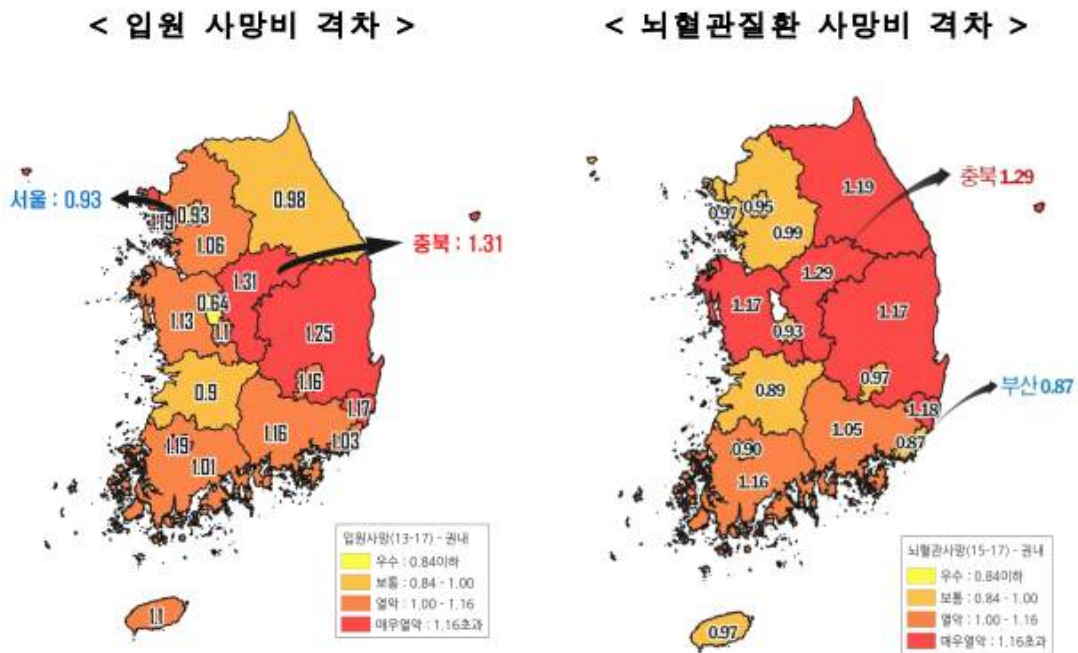 < 입원 사망비 격차 >
서울 : 0.93
0.93
1.19
1.06
0.98
충북 : 1.31
1.31
0.64
1.13
1.1
1.25
0.9
1.16
1.17
1.16
1.03
1.19
1.01
1.1
입원사망(13-17) - 권내
우수 : 0.84이하
보통 : 0.84 - 1.00
열악 : 1.00 - 1.16
매우열악 : 1.16초과
< 뇌혈관질환 사망비 격차 >
충북 1.29
1.19
0.97
0.95
0.99
1.29
1.17
0.93
1.17
0.97
부산 0.87
0.89
1.18
1.05
0.87
0.90
1.16
0.97
뇌혈관사망(15-17) - 권내
우수 : 0.84이하
보통 : 0.84 - 1.00
열악 : 1.00 - 1.16
매우열악 : 1.16초과